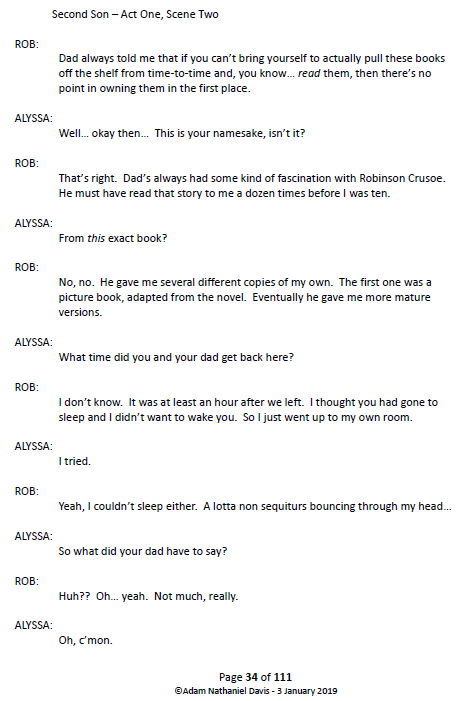 Second Son – Act One, Scene Two
ROB:
Dad always told me that if you can’t bring yourself to actually pull these books
off the shelf from time-to-time and, you know… read them, then there’s no
point in owning them in the first place.
ALYSSA:
Well… okay then…  This is your namesake, isn’t it?
ROB:
That’s right.  Dad’s always had some kind of fascination with Robinson Crusoe.
He must have read that story to me a dozen times before I was ten.
ALYSSA:
From this exact book?
ROB:
No, no.  He gave me several different copies of my own.  The first one was a
picture book, adapted from the novel.  Eventually he gave me more mature
versions.
ALYSSA:
What time did you and your dad get back here?
ROB:
I don’t know.  It was at least an hour after we left.  I thought you had gone to
sleep and I didn’t want to wake you.  So I just went up to my own room.
ALYSSA:
I tried.
ROB:
Yeah, I couldn’t sleep either.  A lotta non sequiturs bouncing through my head…
ALYSSA:
So what did your dad have to say?
ROB:
Huh??  Oh… yeah.  Not much, really.
ALYSSA:
Oh, c’mon.
Page 34 of 111
©Adam Nathaniel Davis - 3 January 2019